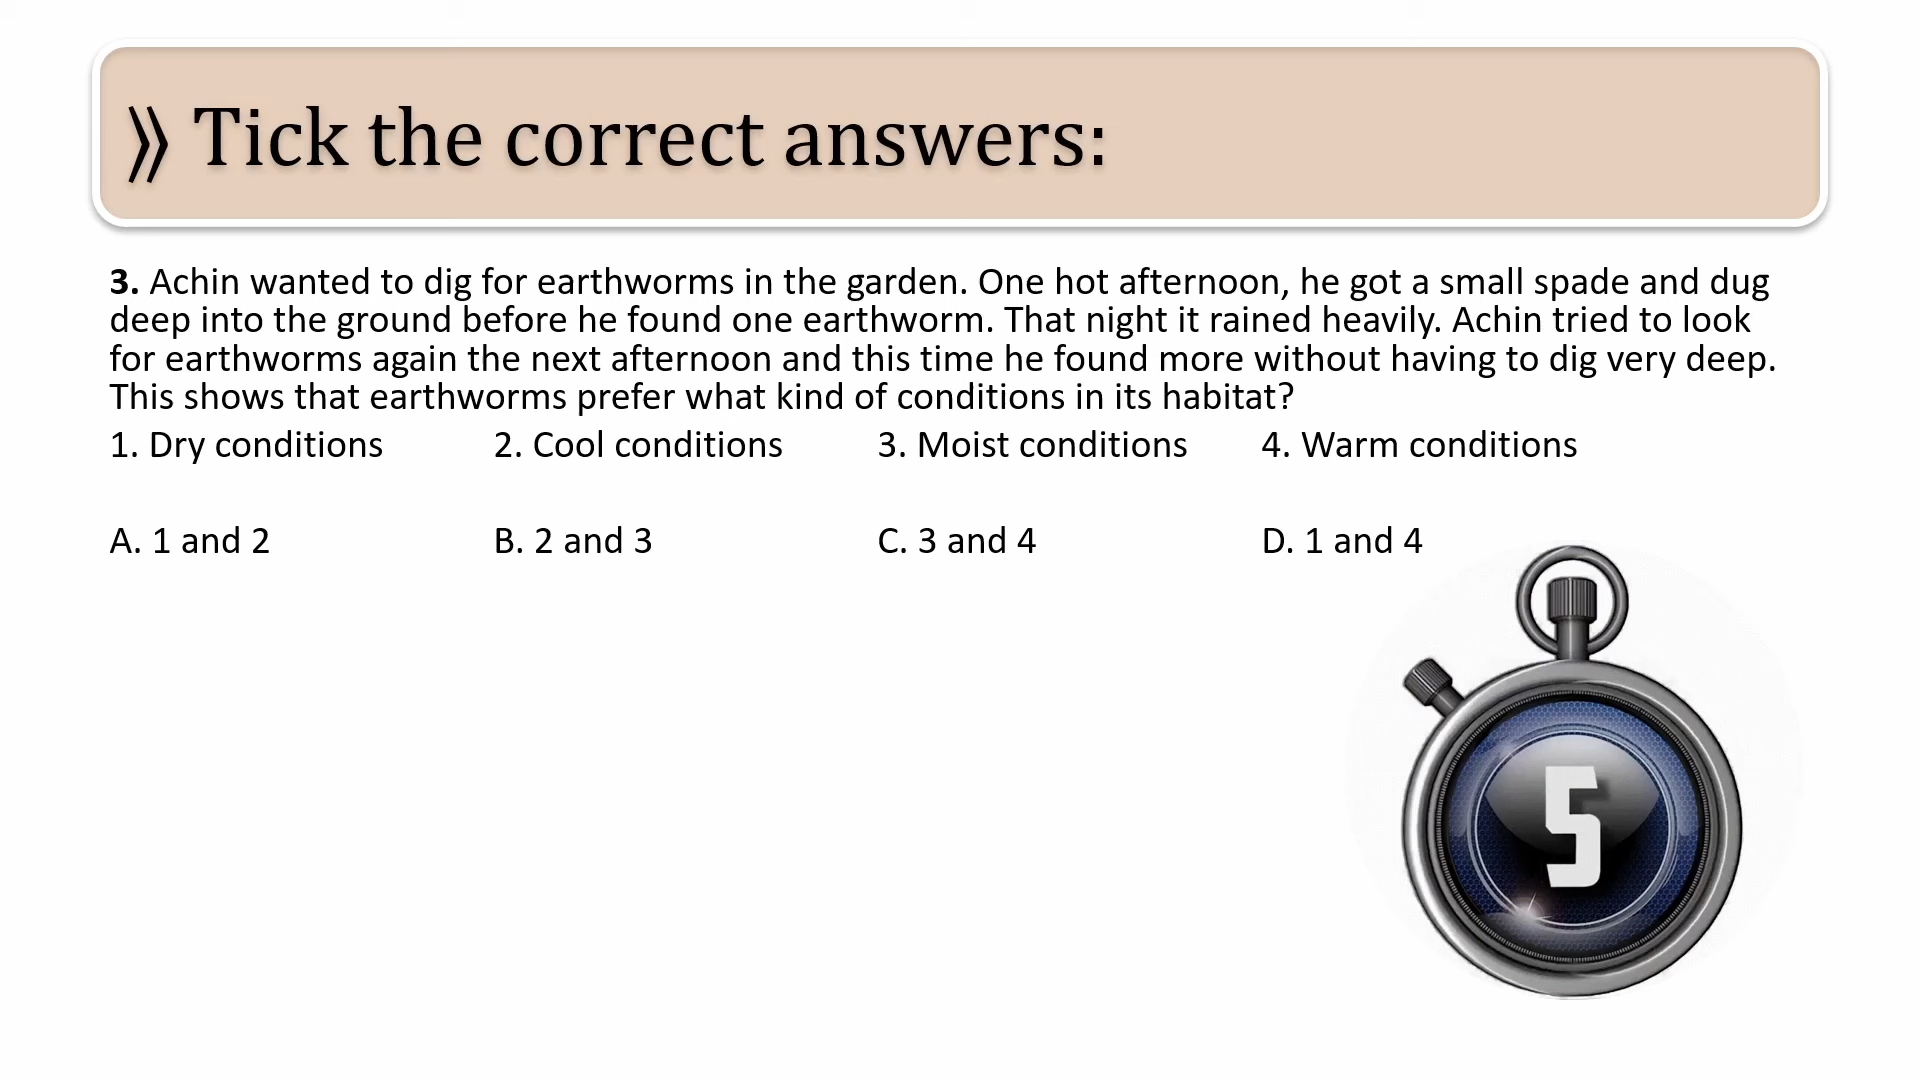 ⟫ Tick the correct answers:
3. Achin wanted to dig for earthworms in the garden. One hot afternoon, he got a small spade and dug
deep into the ground before he found one earthworm. That night it rained heavily. Achin tried to look
for earthworms again the next afternoon and this time he found more without having to dig very deep.
This shows that earthworms prefer what kind of conditions in its habitat?
1. Dry conditions 2. Cool conditions 3. Moist conditions 4. Warm conditions
A. 1 and 2 B. 2 and 3 C. 3 and 4 D. 1 and 4
5